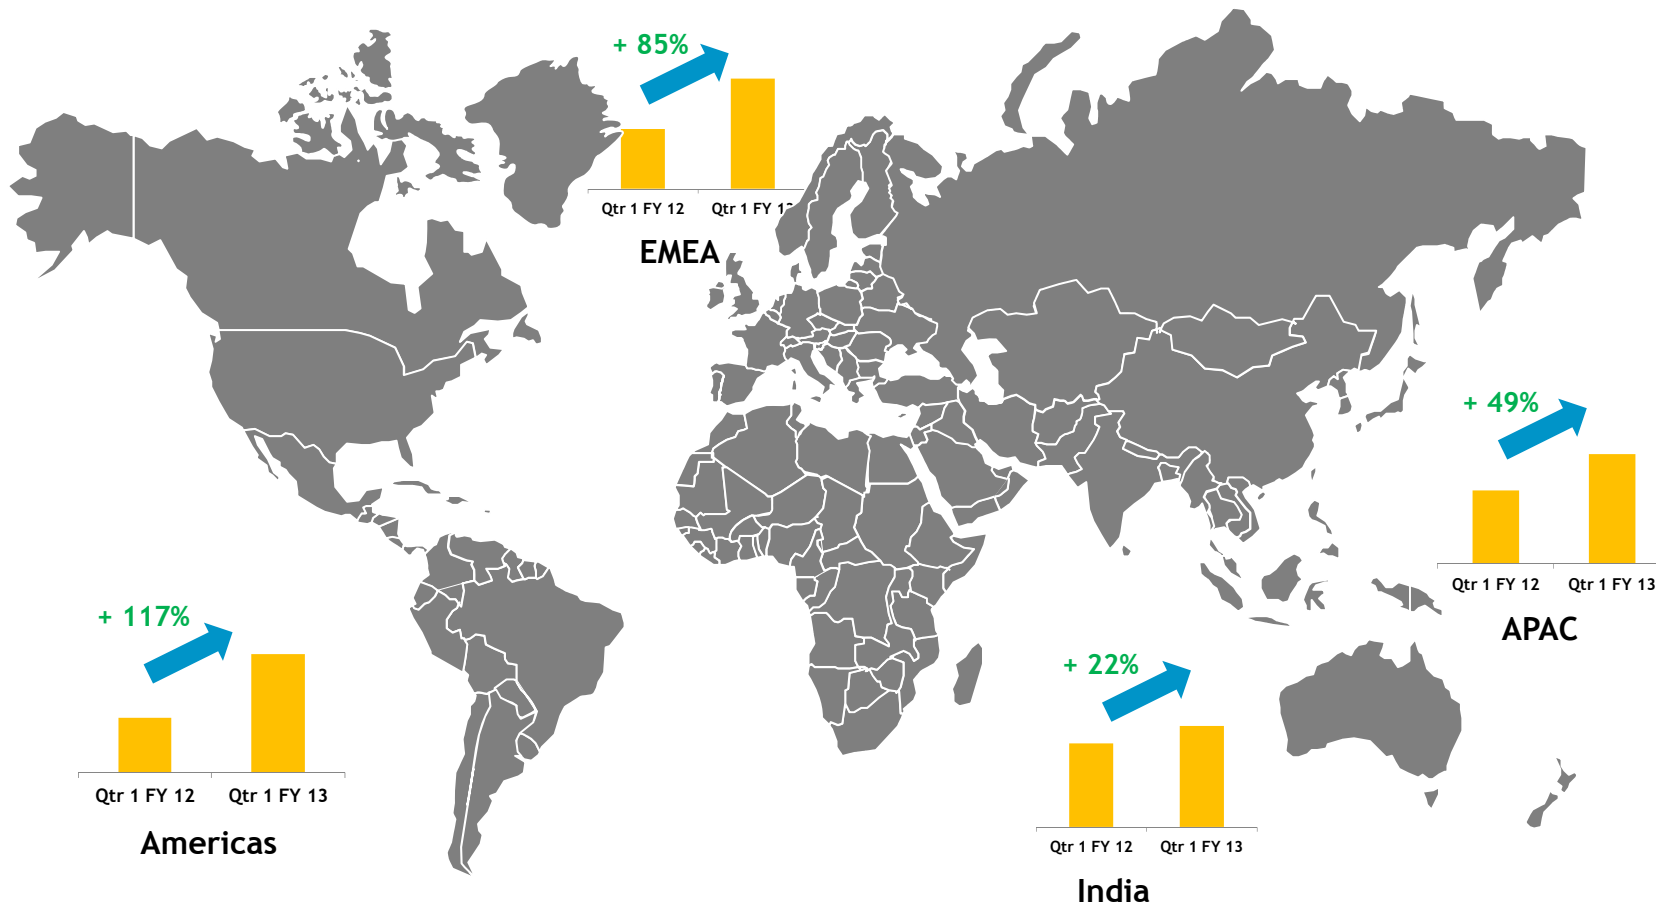 + 85%
Qtr 1 FY 12 Qtr 1 FY 13
EMEA
+ 49%
Qtr 1 FY 12 Qtr 1 FY 13
APAC
+ 117%
Qtr 1 FY 12 Qtr 1 FY 13
Americas
+ 22%
Qtr 1 FY 12 Qtr 1 FY 13
India